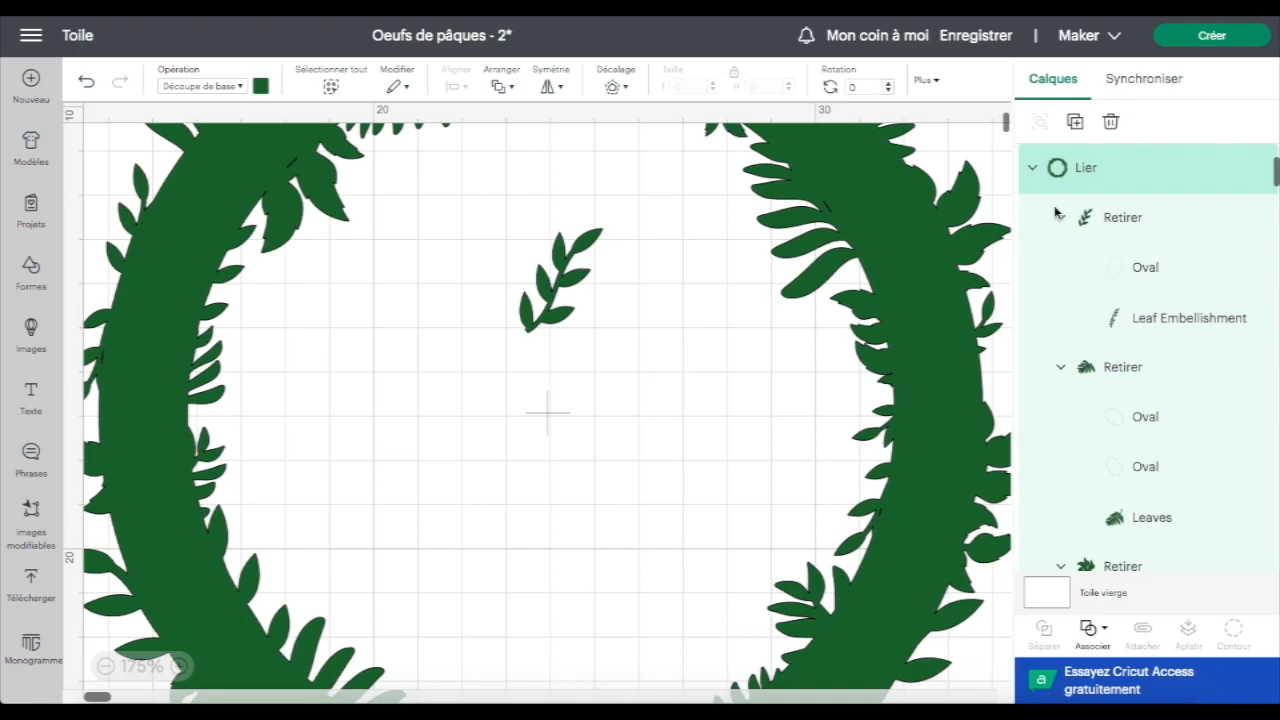 Toile
Oeufs de pâques - 2*
Mon coin à moi
Enregistrer
|
Maker
Créer
Nouveau
Modèles
Projets
Formes
Images
Texte
Phrases
Images
modifiables
Télécharger
Monogramme
Opération
Découpe de base
Sélectionner tout
Modifier
Aligner
Arranger
Symétrie
Décalage
Taille
L 0
H 0
Rotation
0
Plus
20
30
10
20
175%
Calques
Synchroniser
Lier
Retirer
Oval
Leaf Embellishment
Retirer
Oval
Oval
Leaves
Retirer
Toile vierge
Séparer
Associer
Attacher
Aplatir
Contour
a
Essayez Cricut Access
gratuitement